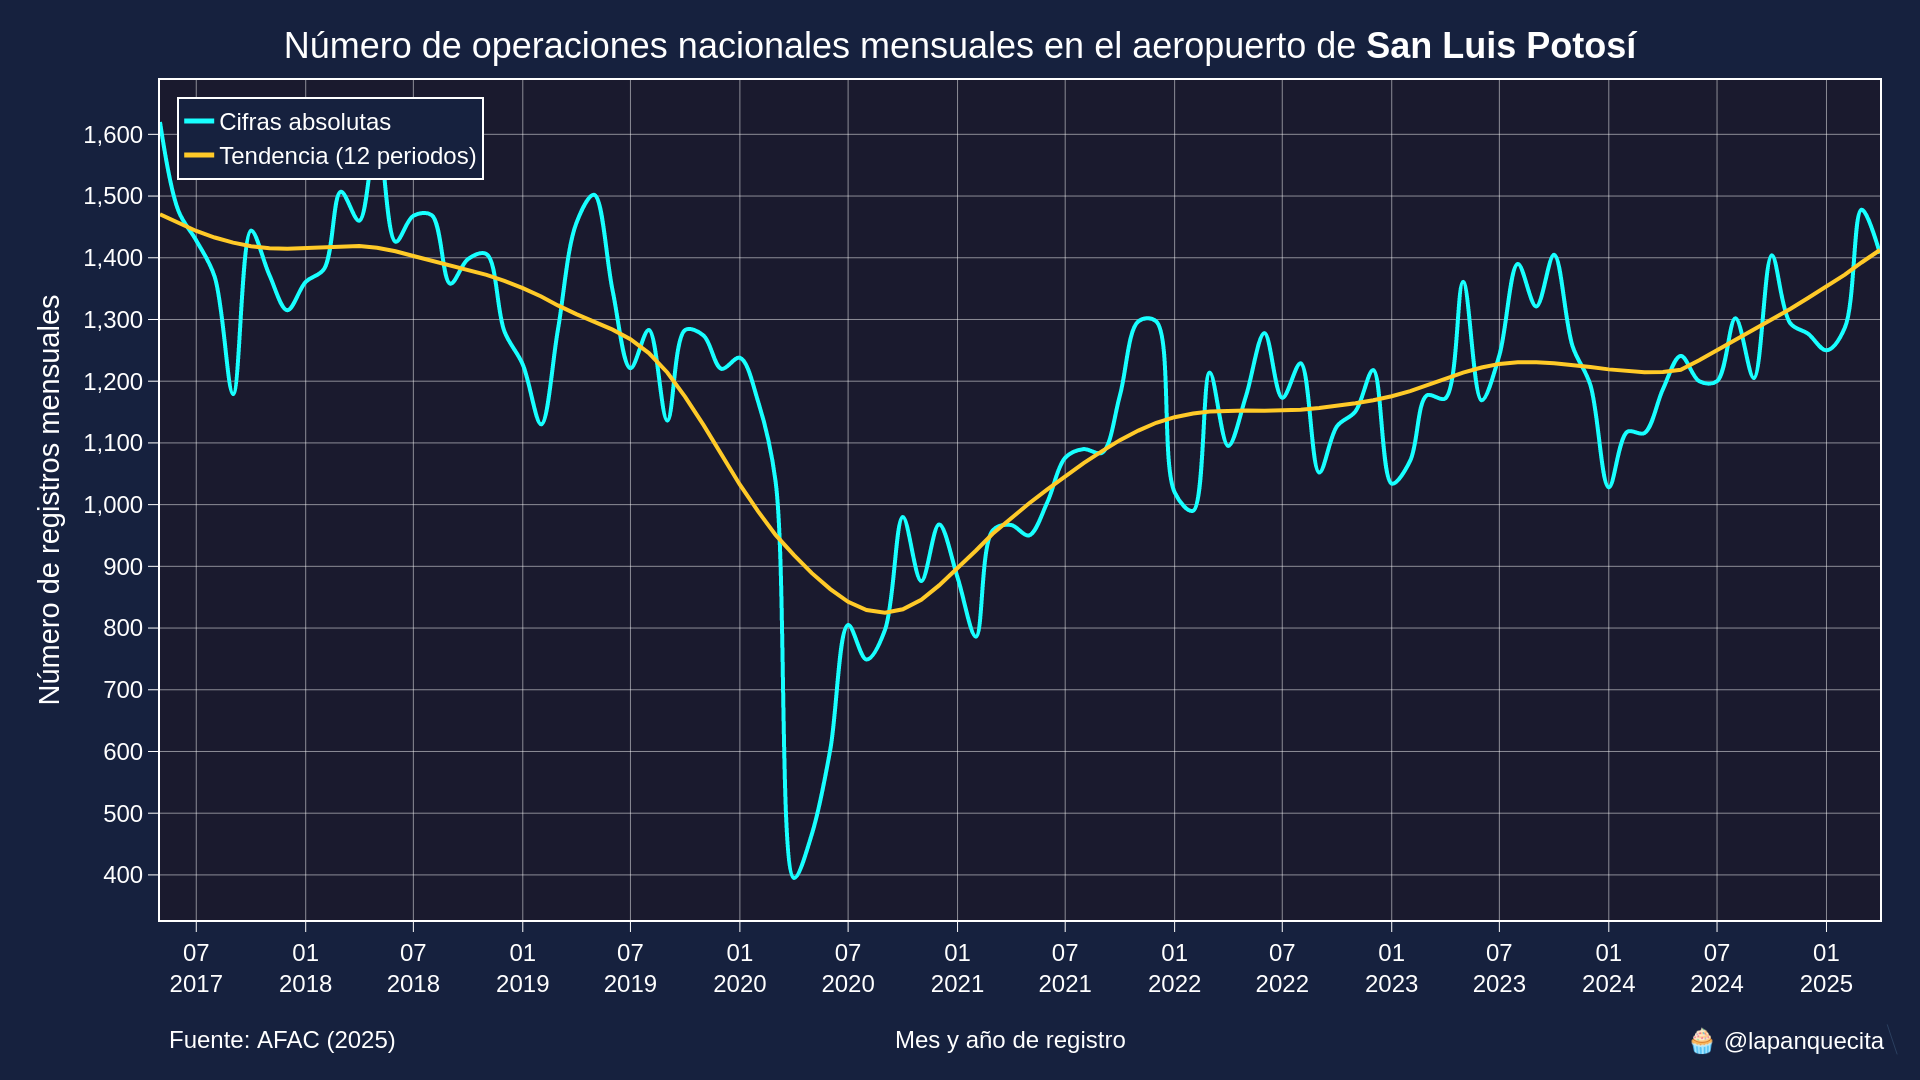 Número de operaciones nacionales mensuales en el aeropuerto de San Luis Potosí
Cifras absolutas
Tendencia (12 periodos)
Número de registros mensuales
1,600
1,500
1,400
1,300
1,200
1,100
1,000
900
800
700
600
500
400
07 01 07 01 07 01 07 01 07 01 07 01 07 01 07 01
2017 2018 2018 2019 2019 2020 2020 2021 2021 2022 2022 2023 2023 2024 2024 2025
Fuente: AFAC (2025)
Mes y año de registro
🧁 @lapanquecita